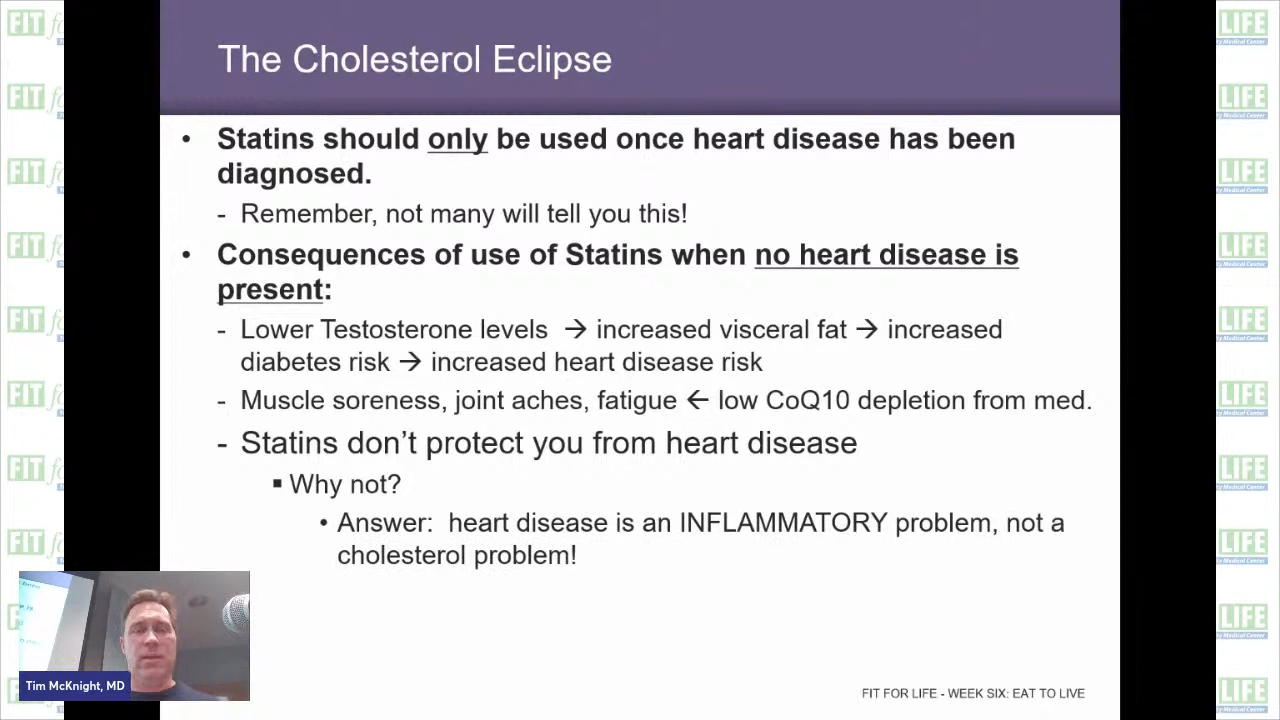 The Cholesterol Eclipse
• Statins should only be used once heart disease has been
diagnosed.
- Remember, not many will tell you this!
• Consequences of use of Statins when no heart disease is
present:
- Lower Testosterone levels → increased visceral fat → increased
diabetes risk → increased heart disease risk
- Muscle soreness, joint aches, fatigue ← low CoQ10 depletion from med.
- Statins don’t protect you from heart disease
▪ Why not?
• Answer: heart disease is an INFLAMMATORY problem, not a
cholesterol problem!
Tim McKnight, MD
FIT FOR LIFE - WEEK SIX: EAT TO LIVE
FIT
LIFE
Medical Center